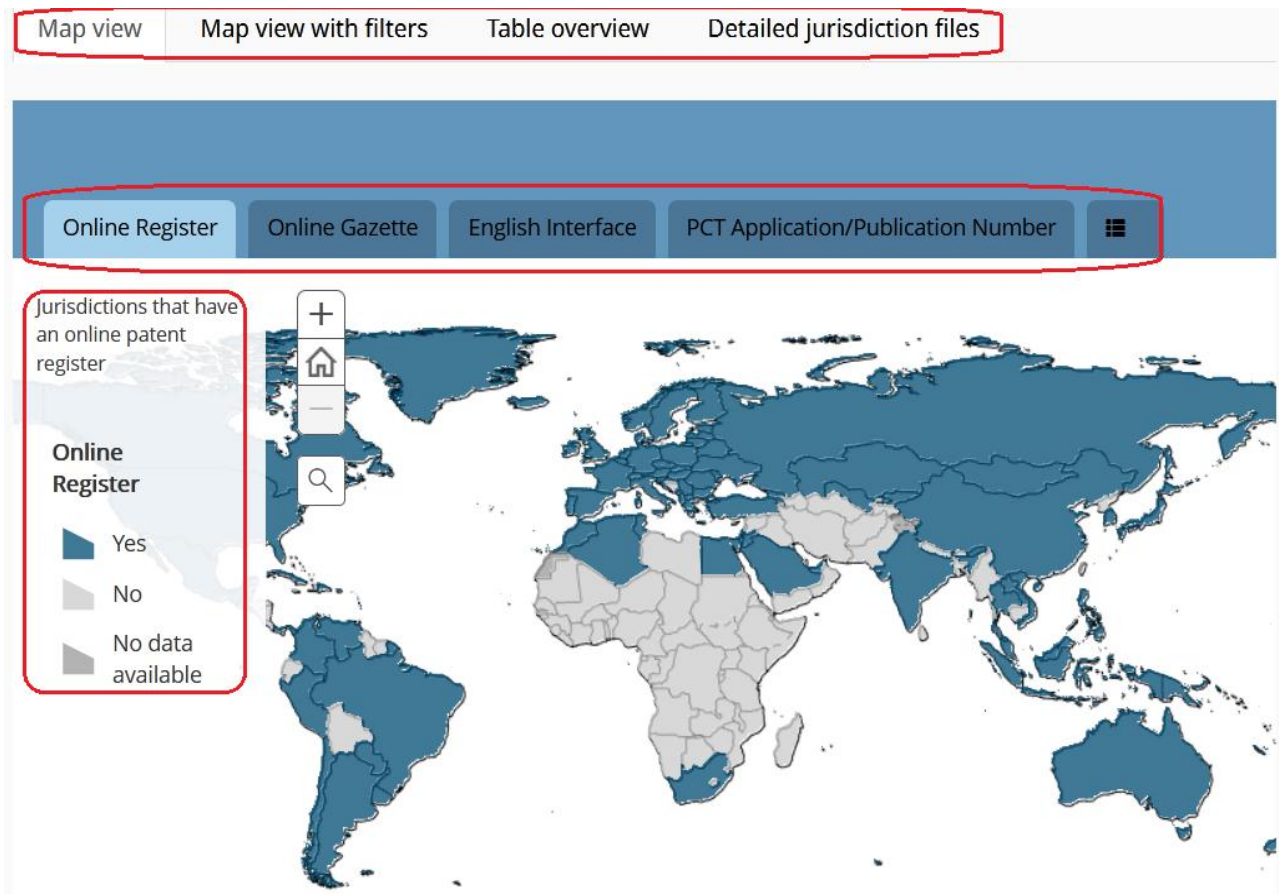 Map view Map view with filters Table overview Detailed jurisdiction files
Online Register Online Gazette English Interface PCT Application/Publication Number
Jurisdictions that have
an online patent
register
Online
Register
Yes
No
No data
available